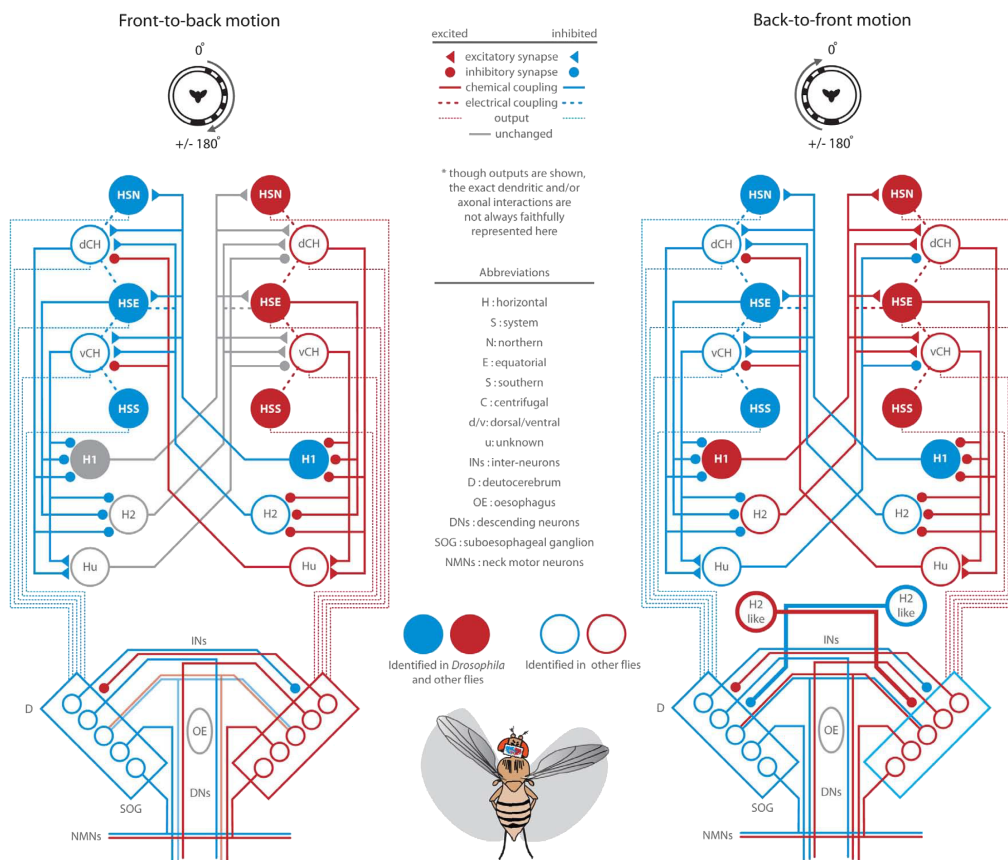 Front-to-back motion
0°
+/- 180°
HSN
HSN
dCH
dCH
HSE
HSE
vCH
vCH
HSS
HSS
H1
H1
H2
H2
Hu
Hu
INs
D
OE
SOG
DNs
NMNs
excited inhibited
excitatory synapse
inhibitory synapse
chemical coupling
electrical coupling
output
unchanged
* though outputs are shown,
the exact dendritic and/or
axonal interactions are
not always faithfully
represented here
Abbreviations
H : horizontal
S : system
N: northern
E : equatorial
S : southern
C : centrifugal
d/v: dorsal/ventral
u: unknown
INs : inter-neurons
D : deutocerebrum
OE : oesophagus
DNs : descending neurons
SOG : suboesophageal ganglion
NMNs : neck motor neurons
Identified in Drosophila
and other flies
Identified in other flies
Back-to-front motion
0°
+/- 180°
HSN
HSN
dCH
dCH
HSE
HSE
vCH
vCH
HSS
HSS
H1
H1
H2
H2
Hu
Hu
H2
like
H2
like
INs
D
OE
SOG
DNs
NMNs